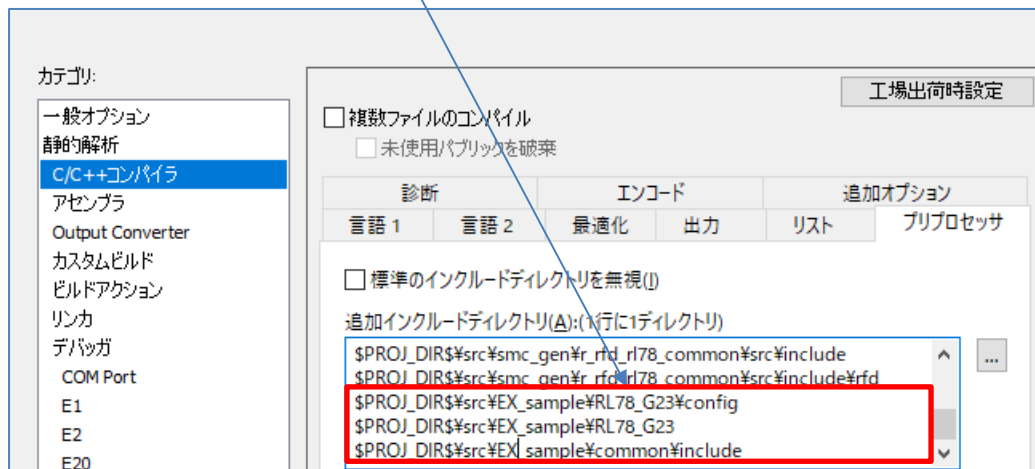 カテゴリ:
一般オプション
静的解析
C/C++コンパイラ
アセンブラ
Output Converter
カスタムビルド
ビルドアクション
リンカ
デバッガ
COM Port
E1
E2
E20
工場出荷時設定
複数ファイルのコンパイル
未使用パブリックを破棄
診断 エンコード 追加オプション
言語 1 言語 2 最適化 出力 リスト プリプロセッサ
標準のインクルードディレクトリを無視(I)
追加インクルードディレクトリ(A):(1行に1ディレクトリ)
$PROJ_DIR$¥src¥smc_gen¥r_rfd_rl78_common¥src¥include
$PROJ_DIR$¥src¥smc_gen¥r_rfd_rl78_common¥src¥include¥rfd
$PROJ_DIR$¥src¥EX_sample¥RL78_G23¥config
$PROJ_DIR$¥src¥EX_sample¥RL78_G23
$PROJ_DIR$¥src¥EX_sample¥common¥include
...